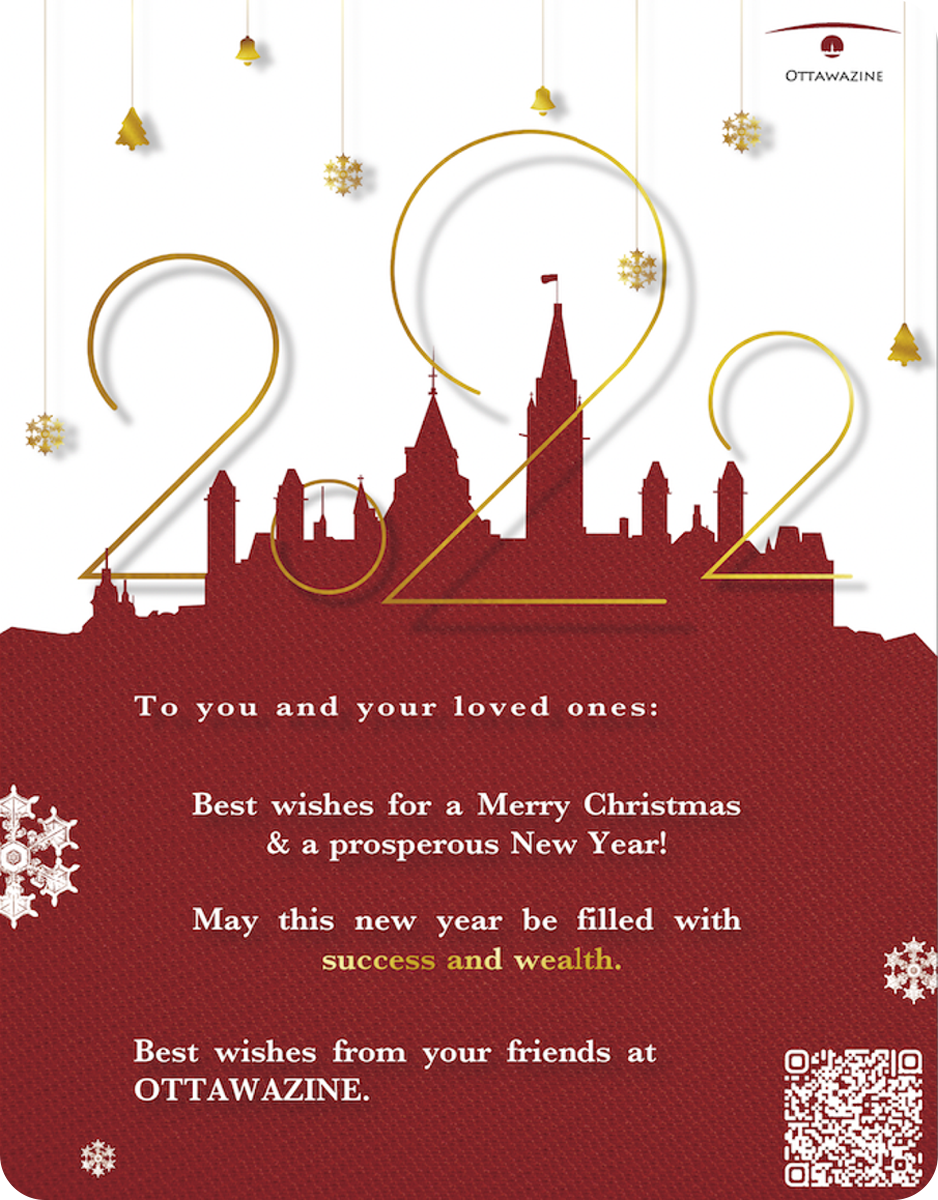 OTTAWAZINE
2022
To you and your loved ones:
Best wishes for a Merry Christmas
& a prosperous New Year!
May this new year be filled with
success and wealth.
Best wishes from your friends at
OTTAWAZINE.